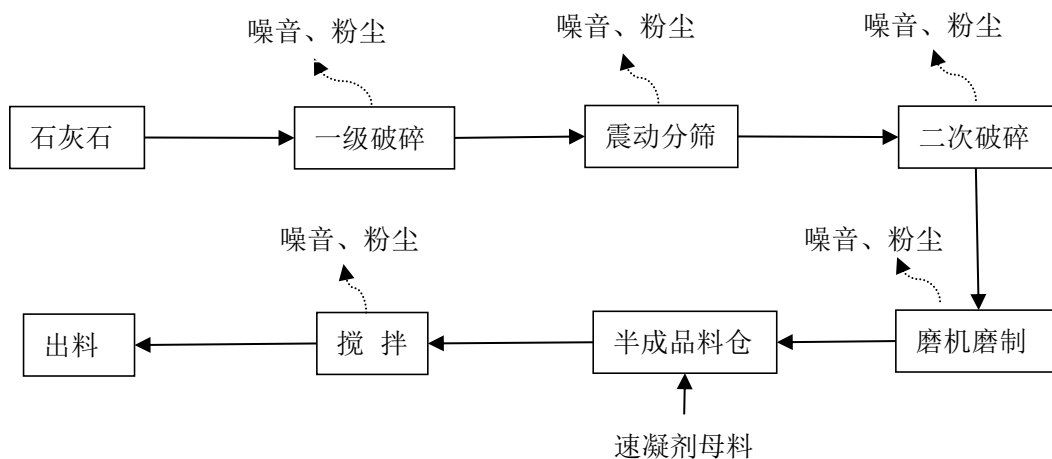 噪音、粉尘
噪音、粉尘
噪音、粉尘
石灰石
一级破碎
震动分筛
二次破碎
噪音、粉尘
噪音、粉尘
出料
搅 拌
半成品料仓
磨机磨制
速凝剂母料